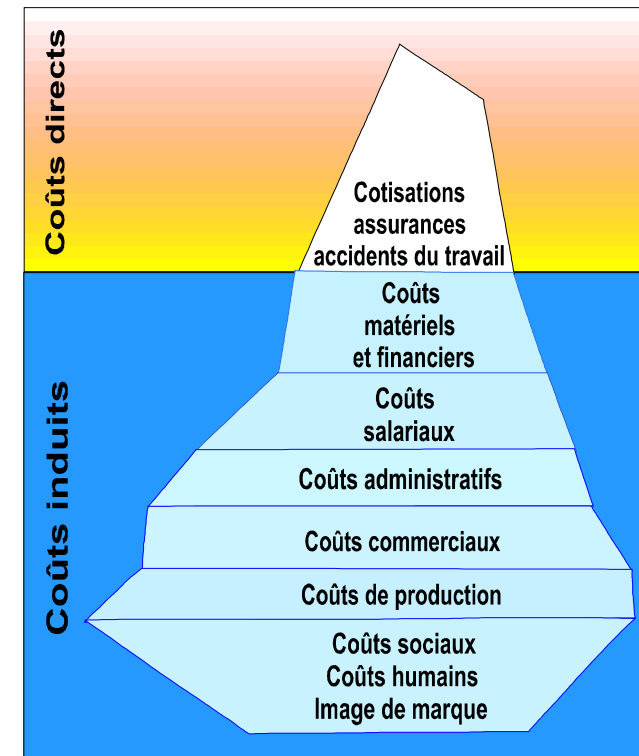 Coûts directs
Cotisations
assurances
accidents du travail
Coûts induits
Coûts
matériels
et financiers
Coûts
salariaux
Coûts administratifs
Coûts commerciaux
Coûts de production
Coûts sociaux
Coûts humains
Image de marque